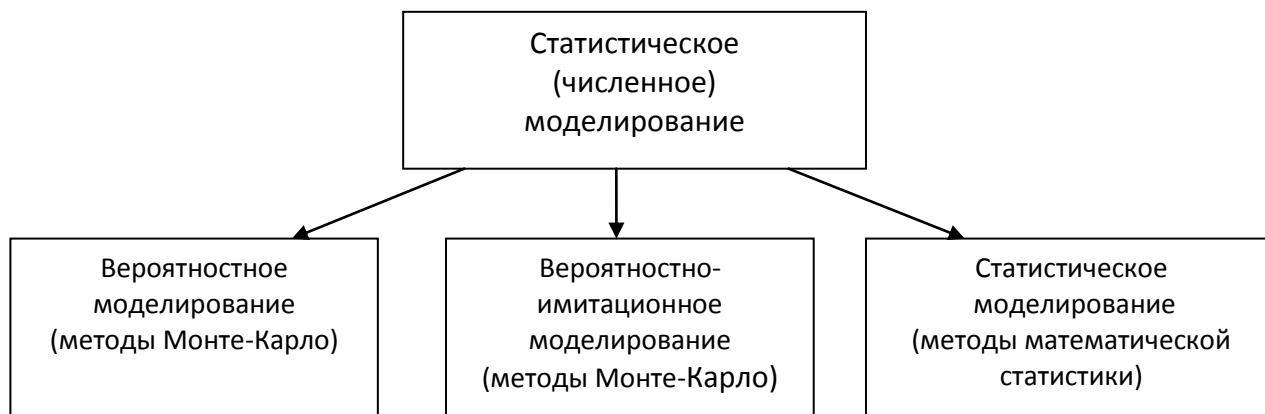 Статистическое
(численное)
моделирование
Вероятностное
моделирование
(методы Монте-Карло)
Вероятностно-
имитационное
моделирование
(методы Монте-Карло)
Статистическое
моделирование
(методы математической
статистики)